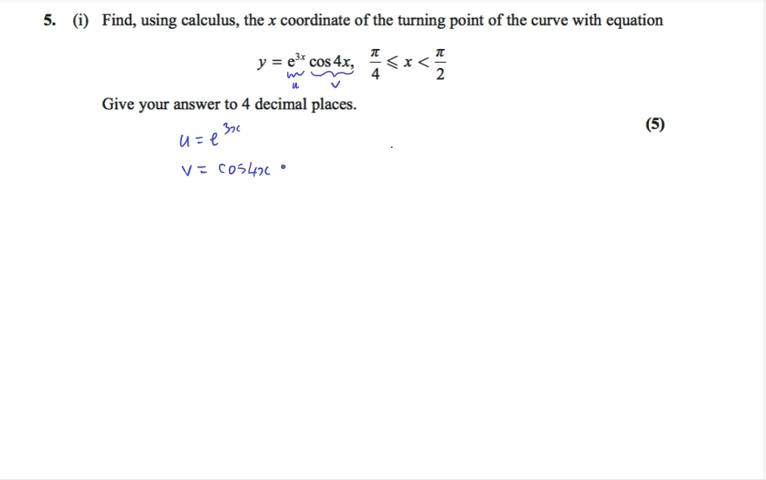 5. (i) Find, using calculus, the x coordinate of the turning point of the curve with equation
y = e^{3x} cos 4x, π/4 ⩽ x < π/2
u v
Give your answer to 4 decimal places.
(5)
u = e^{3x}
v = cos4x